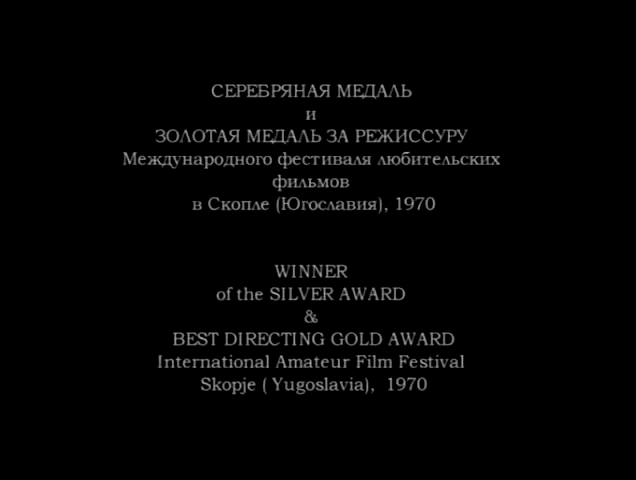 СЕРЕБРЯНАЯ МЕДАЛЬ
и
ЗОЛОТАЯ МЕДАЛЬ ЗА РЕЖИССУРУ
Международного фестиваля любительских
фильмов
в Скопле (Югославия), 1970
WINNER
of the SILVER AWARD
&
BEST DIRECTING GOLD AWARD
International Amateur Film Festival
Skopje ( Yugoslavia),  1970